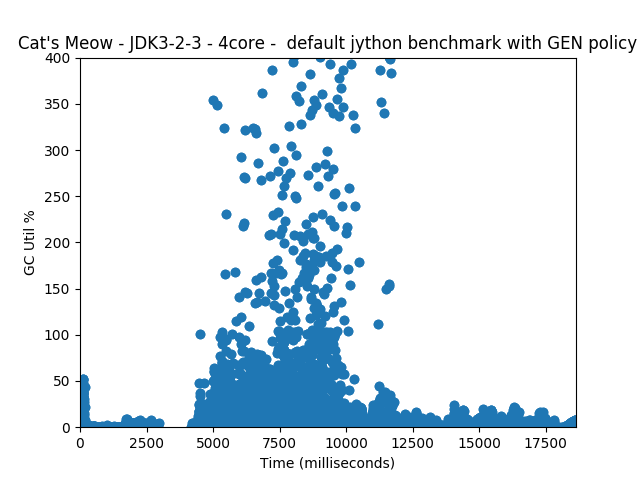 Cat's Meow - JDK3-2-3 - 4core -  default jython benchmark with GEN policy
400
350
300
250
200
150
100
50
0
GC Util %
0 2500 5000 7500 10000 12500 15000 17500
Time (milliseconds)